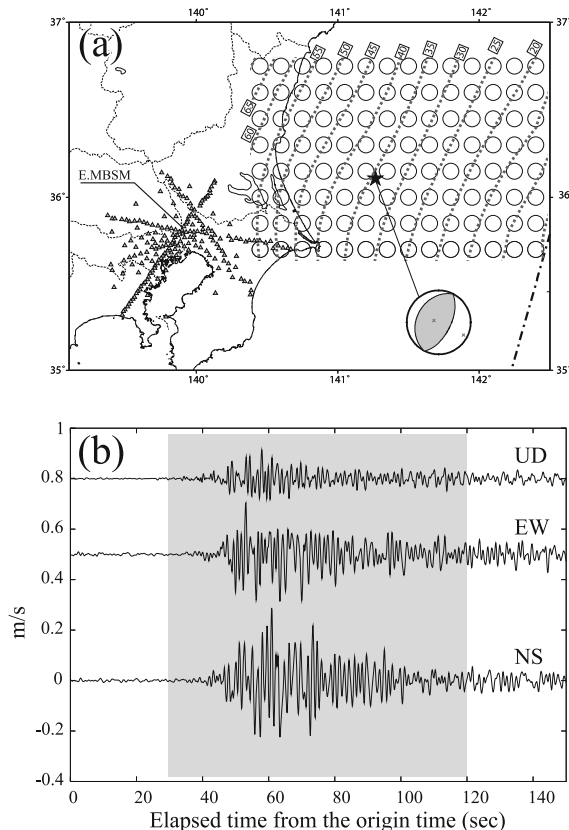 140° 141° 142°
37° 37°
(a)
55 50 45 40 35 30 25 20
65
60
E.MBSM
36° 36
35° 35
140° 141° 142°
(b)
1
0.8
0.6
0.4
0.2
0
-0.2
-0.4
m/s
UD
EW
NS
0 20 40 60 80 100 120 140
Elapsed time from the origin time (sec)